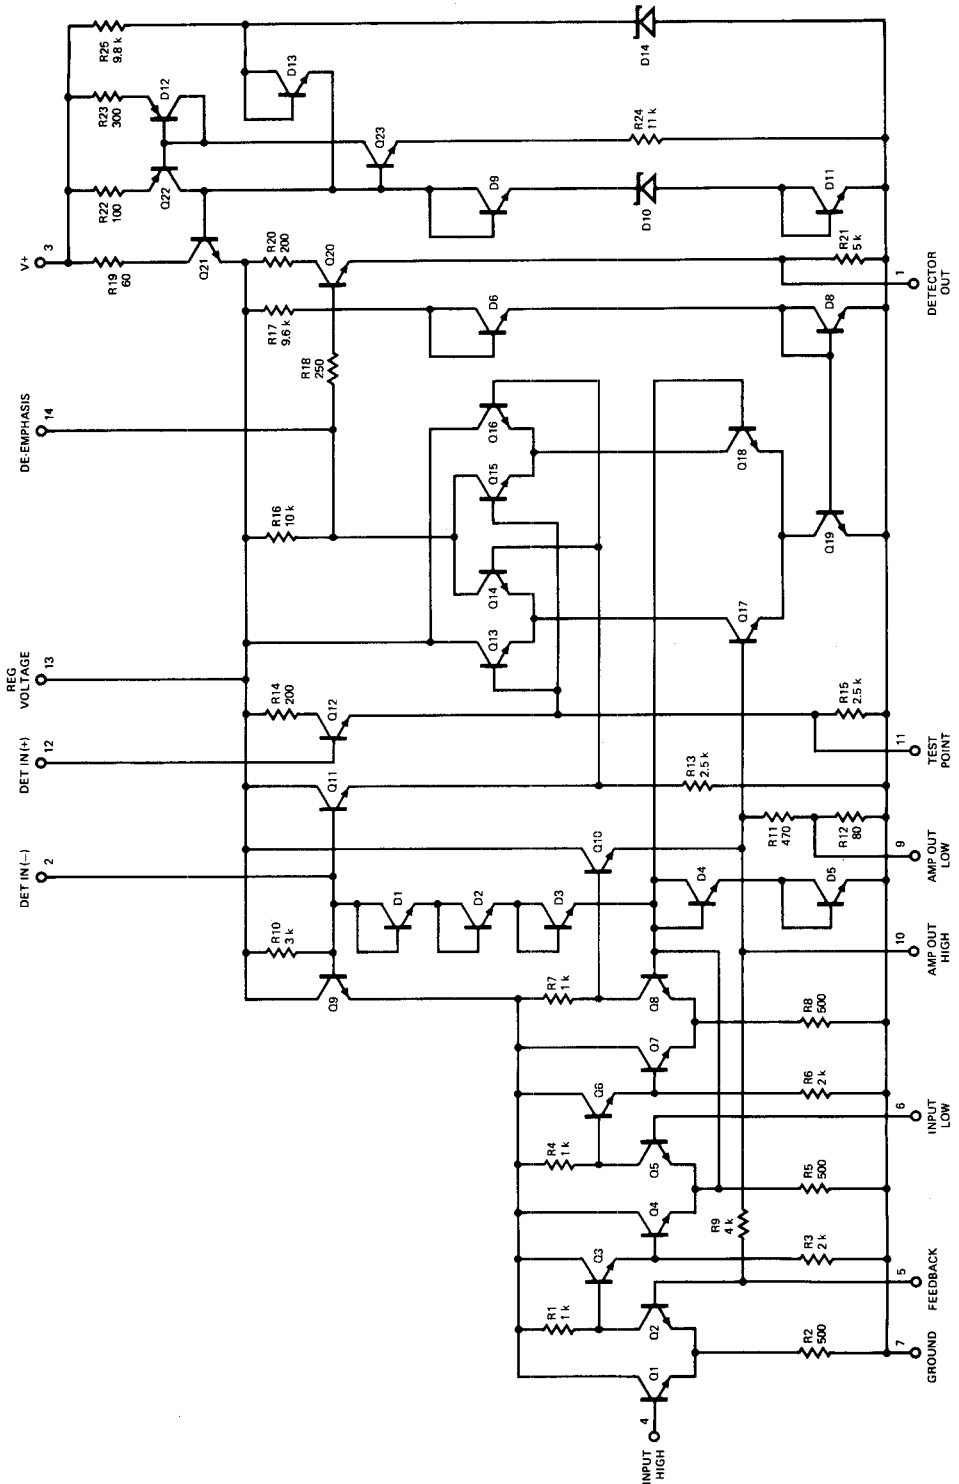 V+
3
R19
60
R22
100
R23
300
R25
9.8 k
D12
Q22
Q21
D13
Q23
D14
R24
11 k
D9
D10
D11
R20
200
Q20
R21
5 k
1
DETECTOR
OUT
R17
9.6 k
D6
D8
R18
250
DE-EMPHASIS
14
R16
10 k
Q16
Q15
Q14
Q13
Q18
Q17
Q19
REG
VOLTAGE
13
R14
200
Q12
DET IN (+)
12
R15
2.5 k
11
TEST
POINT
Q11
R13
2.5 k
DET IN (–)
2
Q10
R11
470
R12
80
9
AMP OUT
LOW
R10
3 k
D1
D2
D3
D4
D5
10
AMP OUT
HIGH
Q9
R7
1 k
Q8
Q7
R8
500
Q6
R6
2 k
6
INPUT
LOW
R4
1 k
Q5
Q4
R5
500
R9
4 k
Q3
R3
2 k
5
FEEDBACK
R1
1 k
Q2
Q1
R2
500
7
GROUND
4
INPUT
HIGH